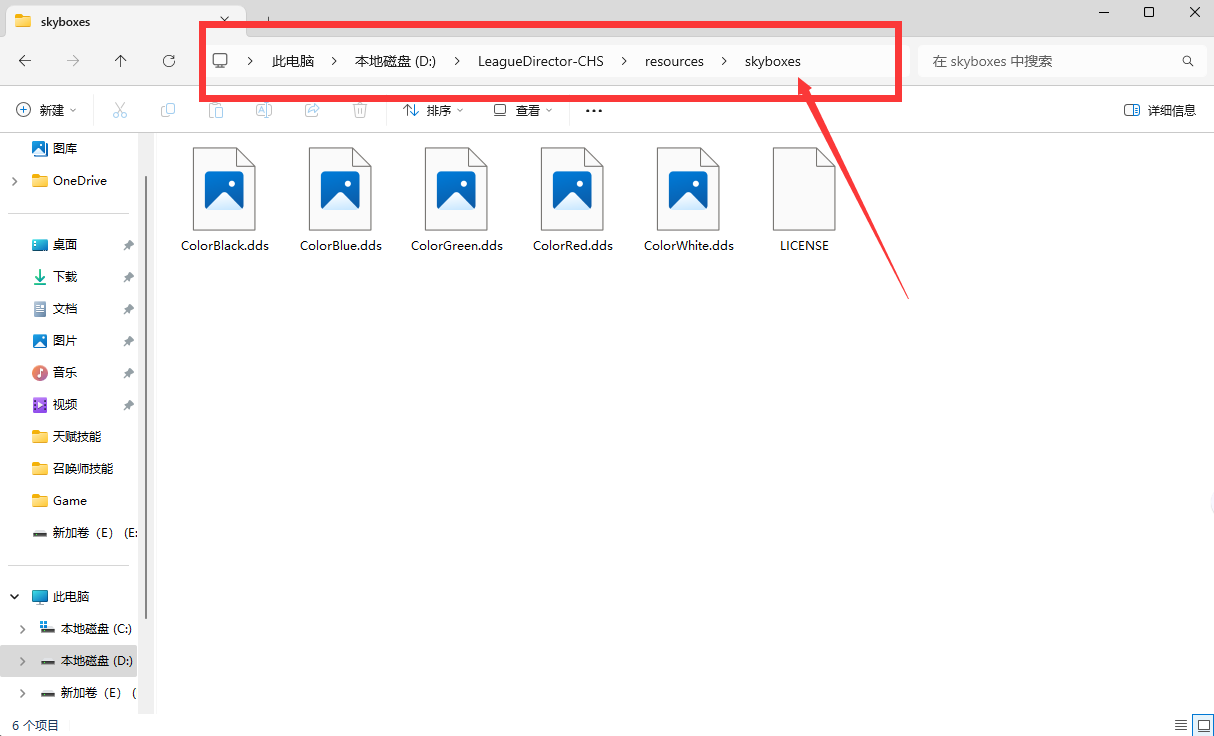 skyboxes
此电脑 本地磁盘 (D:) LeagueDirector-CHS resources skyboxes
在 skyboxes 中搜索
新建 排序 查看 详细信息
图库
OneDrive
桌面
下载
文档
图片
音乐
视频
天赋技能
召唤师技能
Game
新加卷（E） (E:
此电脑
本地磁盘 (C:)
本地磁盘 (D:)
新加卷（E） (
ColorBlack.dds ColorBlue.dds ColorGreen.dds ColorRed.dds ColorWhite.dds LICENSE
6 个项目